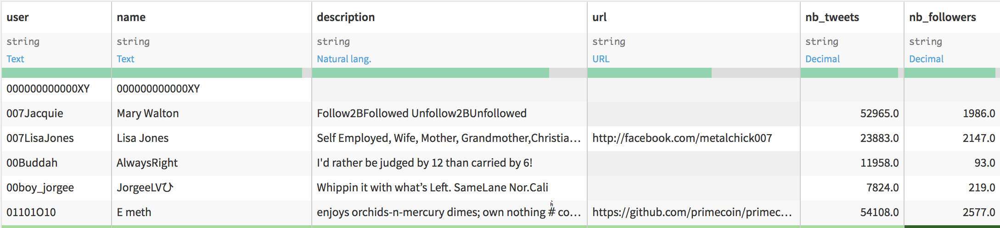 user name description url nb_tweets nb_followers
string string string string string string
Text Text Natural lang. URL Decimal Decimal
000000000000XY 000000000000XY
007Jacquie Mary Walton Follow2BFollowed Unfollow2BUnfollowed 52965.0 1986.0
007LisaJones Lisa Jones Self Employed, Wife, Mother, Grandmother,Christia... http://facebook.com/metalchick007 23883.0 2147.0
00Buddah AlwaysRight I'd rather be judged by 12 than carried by 6! 11958.0 93.0
00boy_jorgee JorgeeLVひ Whippin it with what’s Left. SameLane Nor.Cali 7824.0 219.0
01101O10 E meth enjoys orchids-n-mercury dimes; own nothing # co... https://github.com/primecoin/primec... 54108.0 2577.0